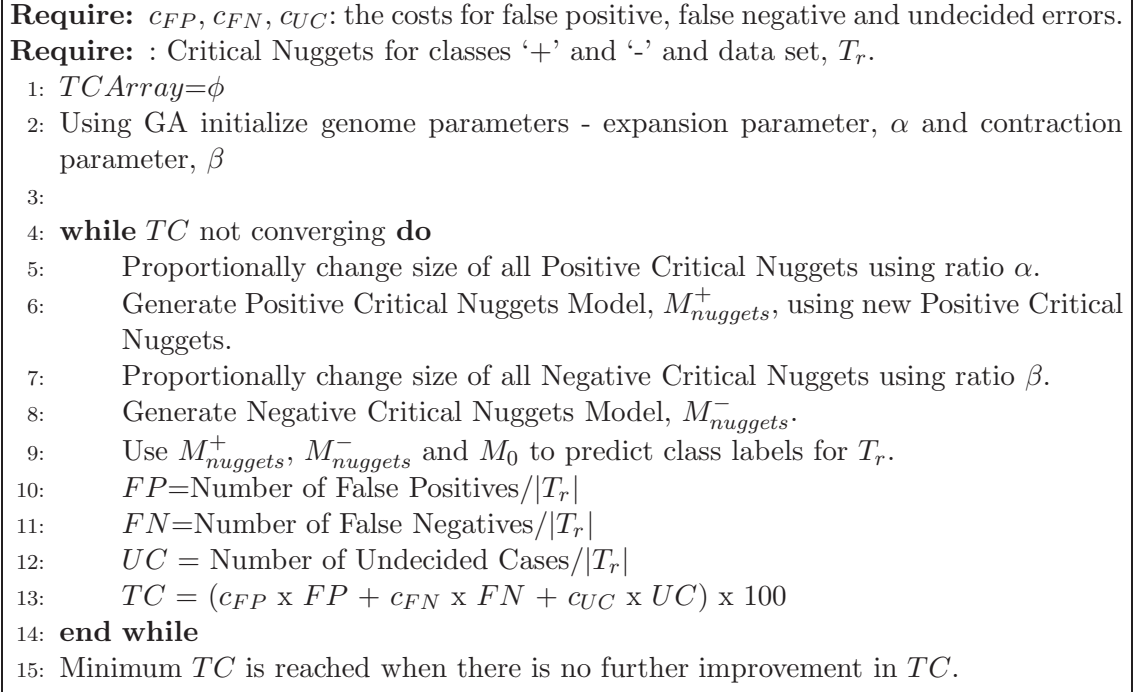 Require: c_FP, c_FN, c_UC: the costs for false positive, false negative and undecided errors.
Require: : Critical Nuggets for classes ‘+’ and ‘-’ and data set, T_r.
1: TCArray=ϕ
2: Using GA initialize genome parameters - expansion parameter, α and contraction
parameter, β
3:
4: while TC not converging do
5: Proportionally change size of all Positive Critical Nuggets using ratio α.
6: Generate Positive Critical Nuggets Model, M^+_nuggets, using new Positive Critical
Nuggets.
7: Proportionally change size of all Negative Critical Nuggets using ratio β.
8: Generate Negative Critical Nuggets Model, M^−_nuggets.
9: Use M^+_nuggets, M^−_nuggets and M_0 to predict class labels for T_r.
10: FP=Number of False Positives/|T_r|
11: FN=Number of False Negatives/|T_r|
12: UC = Number of Undecided Cases/|T_r|
13: TC = (c_FP x FP + c_FN x FN + c_UC x UC) x 100
14: end while
15: Minimum TC is reached when there is no further improvement in TC.